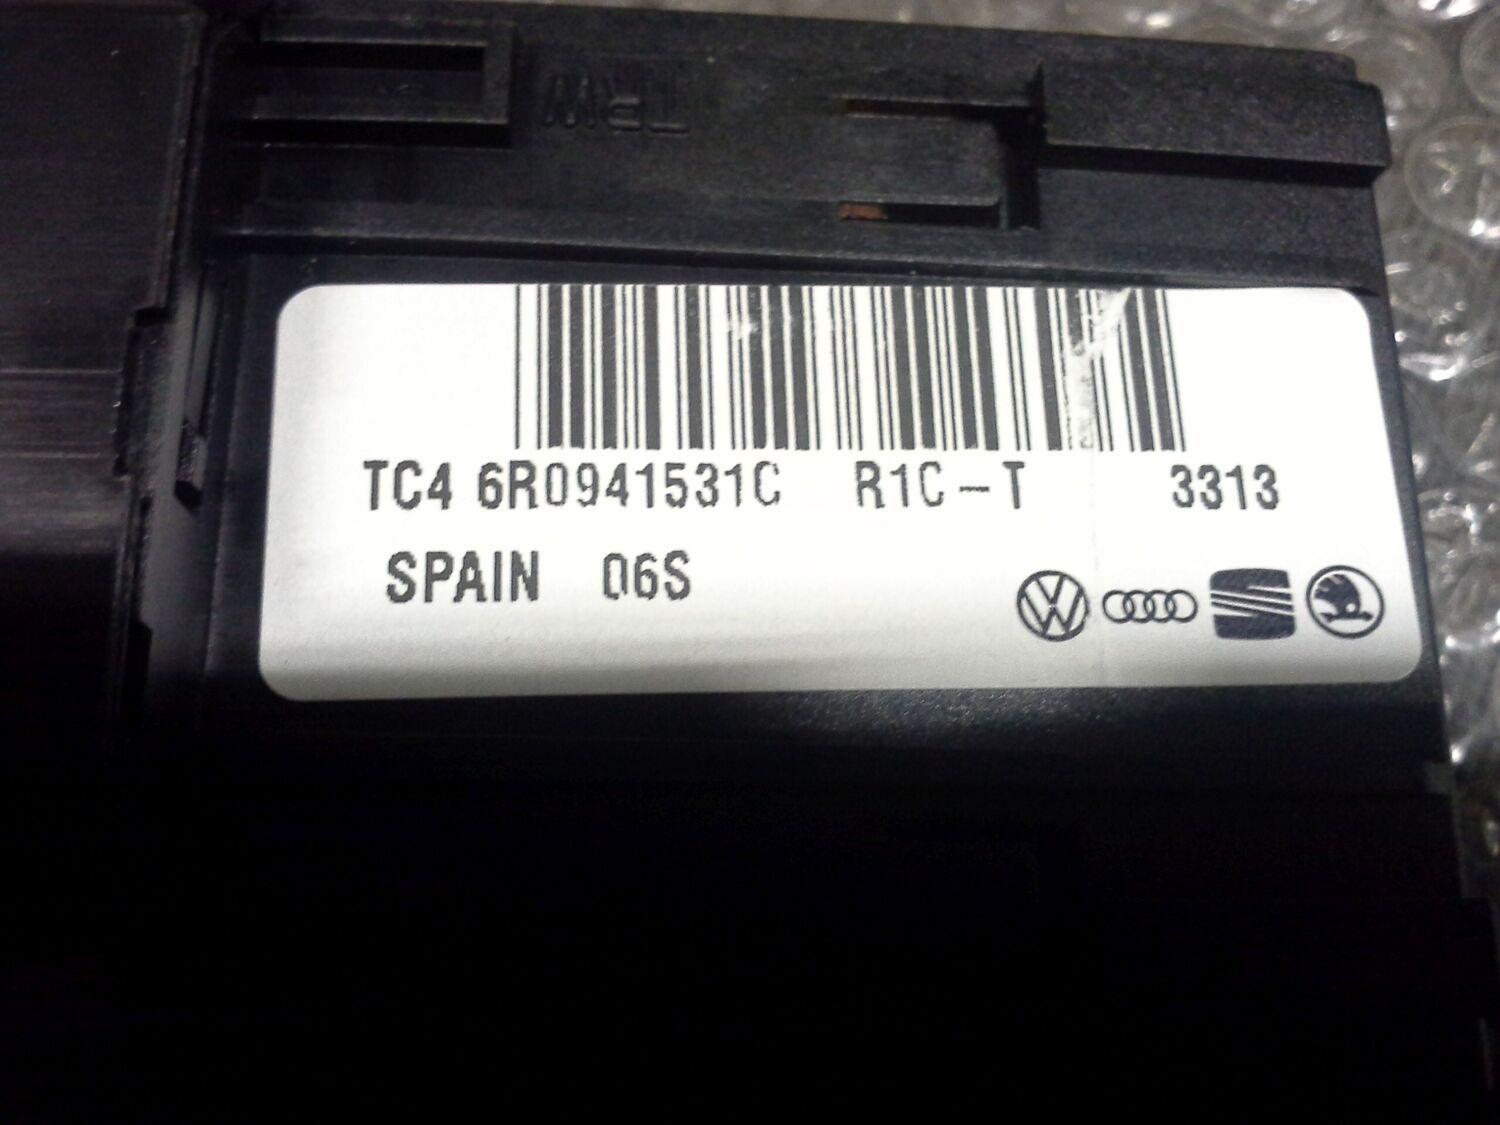 TRW
TC4 6R0941531C R1C-T 3313
SPAIN 06S